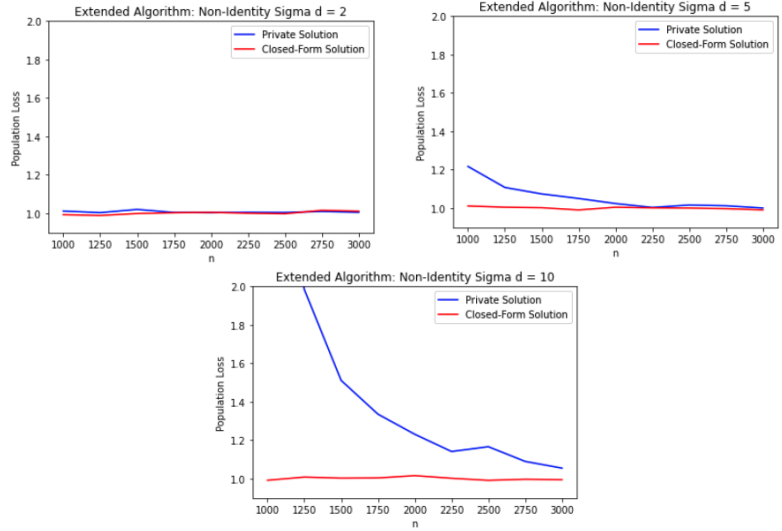 Extended Algorithm: Non-Identity Sigma d = 2
2.0
1.8
1.6
1.4
1.2
1.0
Population Loss
Private Solution
Closed-Form Solution
1000 1250 1500 1750 2000 2250 2500 2750 3000
n
Extended Algorithm: Non-Identity Sigma d = 5
2.0
1.8
1.6
1.4
1.2
1.0
Population Loss
Private Solution
Closed-Form Solution
1000 1250 1500 1750 2000 2250 2500 2750 3000
n
Extended Algorithm: Non-Identity Sigma d = 10
2.0
1.8
1.6
1.4
1.2
1.0
Population Loss
Private Solution
Closed-Form Solution
1000 1250 1500 1750 2000 2250 2500 2750 3000
n